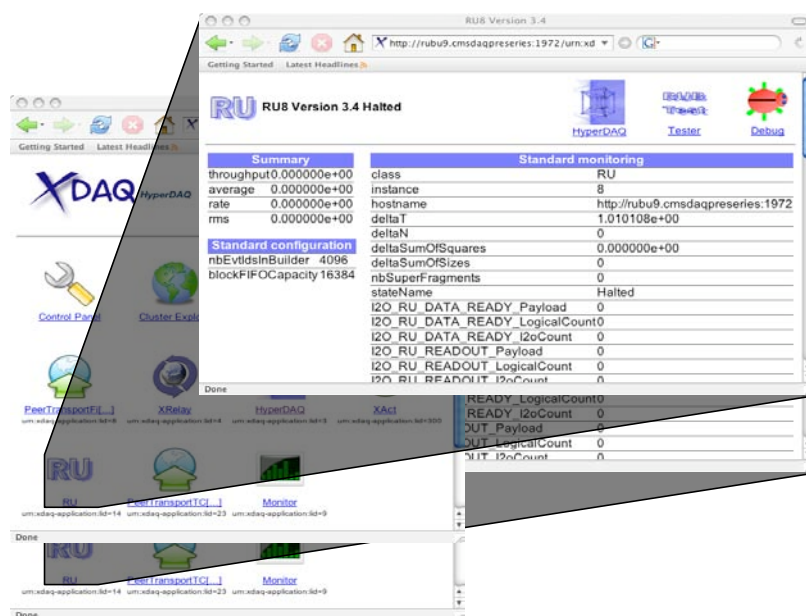 RU8 Version 3.4
http://rubu9.cmsdaqpreseries:1972/urn:xd
Getting Started Latest Headlines
RU RU8 Version 3.4 Halted
HyperDAQ Tester Debug
Summary
throughput 0.000000e+00
average 0.000000e+00
rate 0.000000e+00
rms 0.000000e+00
Standard configuration
nbEvtIdsInBuilder 4096
blockFIFOCapacity 16384
Standard monitoring
class RU
instance 8
hostname http://rubu9.cmsdaqpreseries:1972
deltaT 1.010108e+00
deltaN 0
deltaSumOfSquares 0.000000e+00
deltaSumOfSizes 0
nbSuperFragments 0
stateName Halted
I2O_RU_DATA_READY_Payload 0
I2O_RU_DATA_READY_LogicalCount 0
I2O_RU_DATA_READY_I2oCount 0
I2O_RU_READOUT_Payload 0
I2O_RU_READOUT_LogicalCount 0
I2O_RU_READOUT_I2oCount 0
Done
READY_LogicalCount0
READY_I2oCount 0
OUT_Payload 0
OUT_LogicalCount 0
OUT_I2oCount 0
Getting Started Latest Headlines
XDAQ HyperDAQ
Control Panel Cluster Explo
PeerTransportFi[...] XRelay HyperDAQ XAct
urn:xdaq-application:lid=8 urn:xdaq-application:lid=4 urn:xdaq-application:lid=3 urn:xdaq-application:lid=300
RU
RU PeerTransportTC[...] Monitor
urn:xdaq-application:lid=14 urn:xdaq-application:lid=23 urn:xdaq-application:lid=9
Done
RU
RU PeerTransportTC[...] Monitor
urn:xdaq-application:lid=14 urn:xdaq-application:lid=23 urn:xdaq-application:lid=9
Done